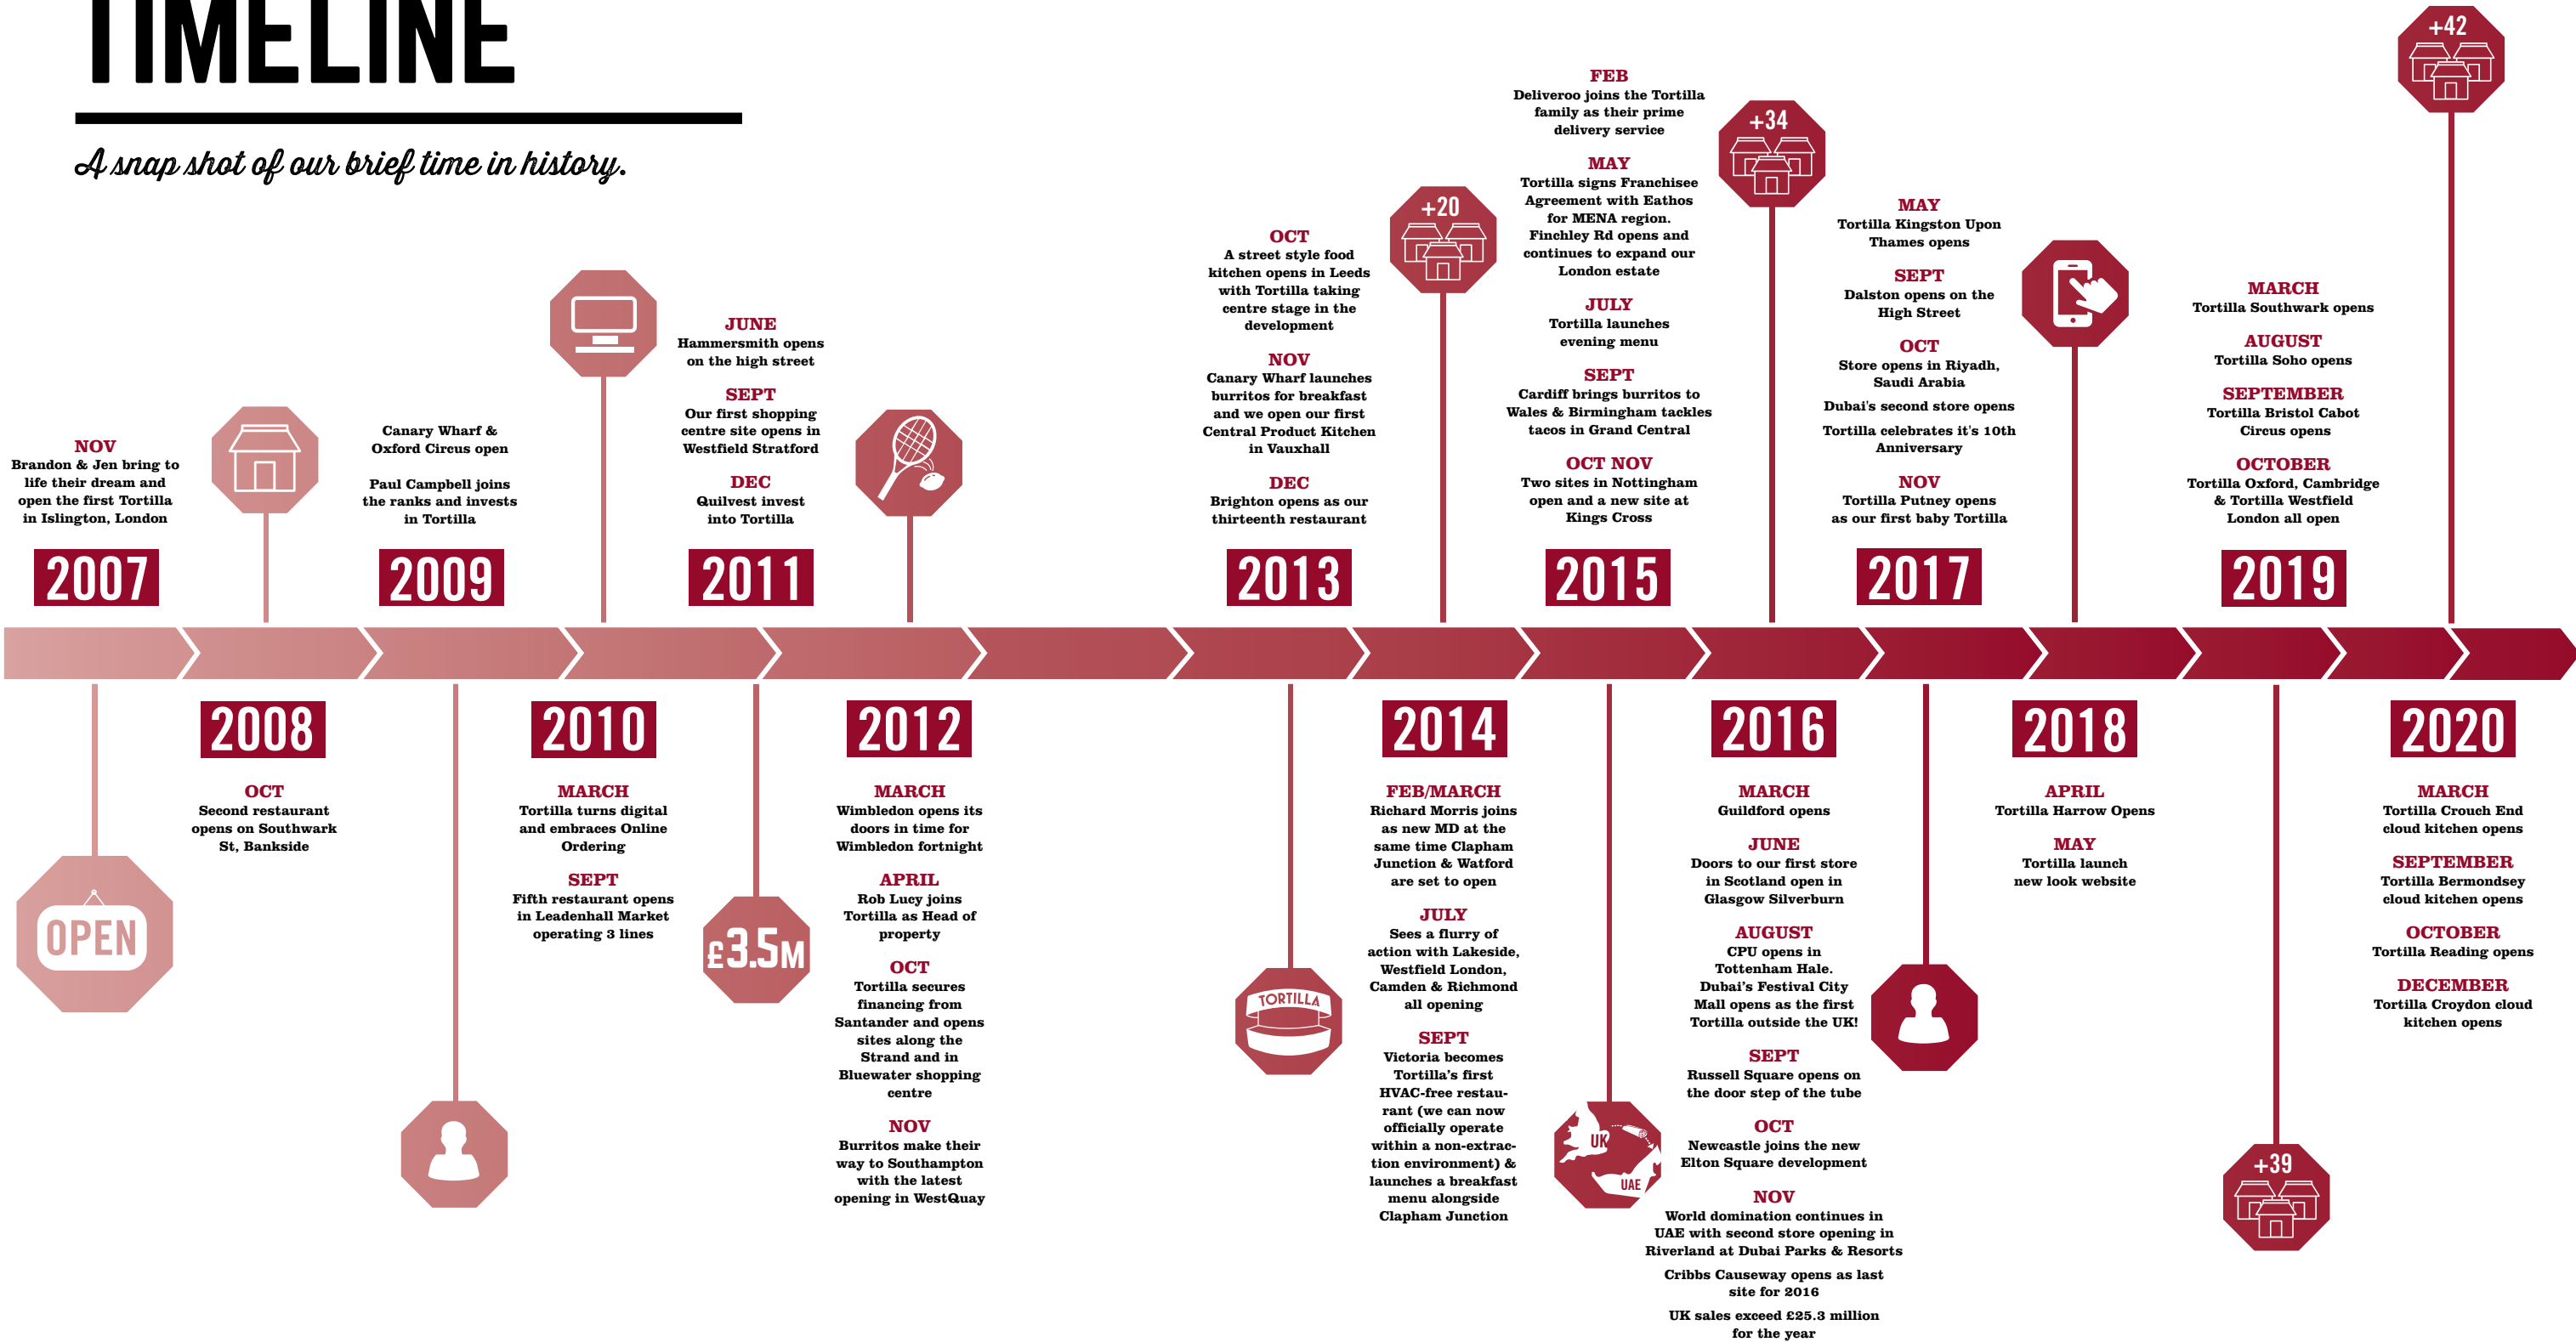 TIMELINE
A snap shot of our brief time in history.
NOV
Brandon & Jen bring to
life their dream and
open the first Tortilla
in Islington, London
2007
OPEN
2008
OCT
Second restaurant
opens on Southwark
St, Bankside
Canary Wharf &
Oxford Circus open
Paul Campbell joins
the ranks and invests
in Tortilla
2009
2010
MARCH
Tortilla turns digital
and embraces Online
Ordering
SEPT
Fifth restaurant opens
in Leadenhall Market
operating 3 lines
JUNE
Hammersmith opens
on the high street
SEPT
Our first shopping
centre site opens in
Westfield Stratford
DEC
Quilvest invest
into Tortilla
2011
£3.5M
2012
MARCH
Wimbledon opens its
doors in time for
Wimbledon fortnight
APRIL
Rob Lucy joins
Tortilla as Head of
property
OCT
Tortilla secures
financing from
Santander and opens
sites along the
Strand and in
Bluewater shopping
centre
NOV
Burritos make their
way to Southampton
with the latest
opening in WestQuay
OCT
A street style food
kitchen opens in Leeds
with Tortilla taking
centre stage in the
development
NOV
Canary Wharf launches
burritos for breakfast
and we open our first
Central Product Kitchen
in Vauxhall
DEC
Brighton opens as our
thirteenth restaurant
2013
TORTILLA
+20
2014
FEB/MARCH
Richard Morris joins
as new MD at the
same time Clapham
Junction & Watford
are set to open
JULY
Sees a flurry of
action with Lakeside,
Westfield London,
Camden & Richmond
all opening
SEPT
Victoria becomes
Tortilla's first
HVAC-free restau-
rant (we can now
officially operate
within a non-extrac-
tion environment) &
launches a breakfast
menu alongside
Clapham Junction
FEB
Deliveroo joins the Tortilla
family as their prime
delivery service
MAY
Tortilla signs Franchisee
Agreement with Eathos
for MENA region.
Finchley Rd opens and
continues to expand our
London estate
JULY
Tortilla launches
evening menu
SEPT
Cardiff brings burritos to
Wales & Birmingham tackles
tacos in Grand Central
OCT NOV
Two sites in Nottingham
open and a new site at
Kings Cross
2015
UK
UAE
+34
2016
MARCH
Guildford opens
JUNE
Doors to our first store
in Scotland open in
Glasgow Silverburn
AUGUST
CPU opens in
Tottenham Hale.
Dubai's Festival City
Mall opens as the first
Tortilla outside the UK!
SEPT
Russell Square opens on
the door step of the tube
OCT
Newcastle joins the new
Elton Square development
NOV
World domination continues in
UAE with second store opening in
Riverland at Dubai Parks & Resorts
Cribbs Causeway opens as last
site for 2016
UK sales exceed £25.3 million
for the year
MAY
Tortilla Kingston Upon
Thames opens
SEPT
Dalston opens on the
High Street
OCT
Store opens in Riyadh,
Saudi Arabia
Dubai's second store opens
Tortilla celebrates it's 10th
Anniversary
NOV
Tortilla Putney opens
as our first baby Tortilla
2017
2018
APRIL
Tortilla Harrow Opens
MAY
Tortilla launch
new look website
MARCH
Tortilla Southwark opens
AUGUST
Tortilla Soho opens
SEPTEMBER
Tortilla Bristol Cabot
Circus opens
OCTOBER
Tortilla Oxford, Cambridge
& Tortilla Westfield
London all open
2019
+39
+42
2020
MARCH
Tortilla Crouch End
cloud kitchen opens
SEPTEMBER
Tortilla Bermondsey
cloud kitchen opens
OCTOBER
Tortilla Reading opens
DECEMBER
Tortilla Croydon cloud
kitchen opens